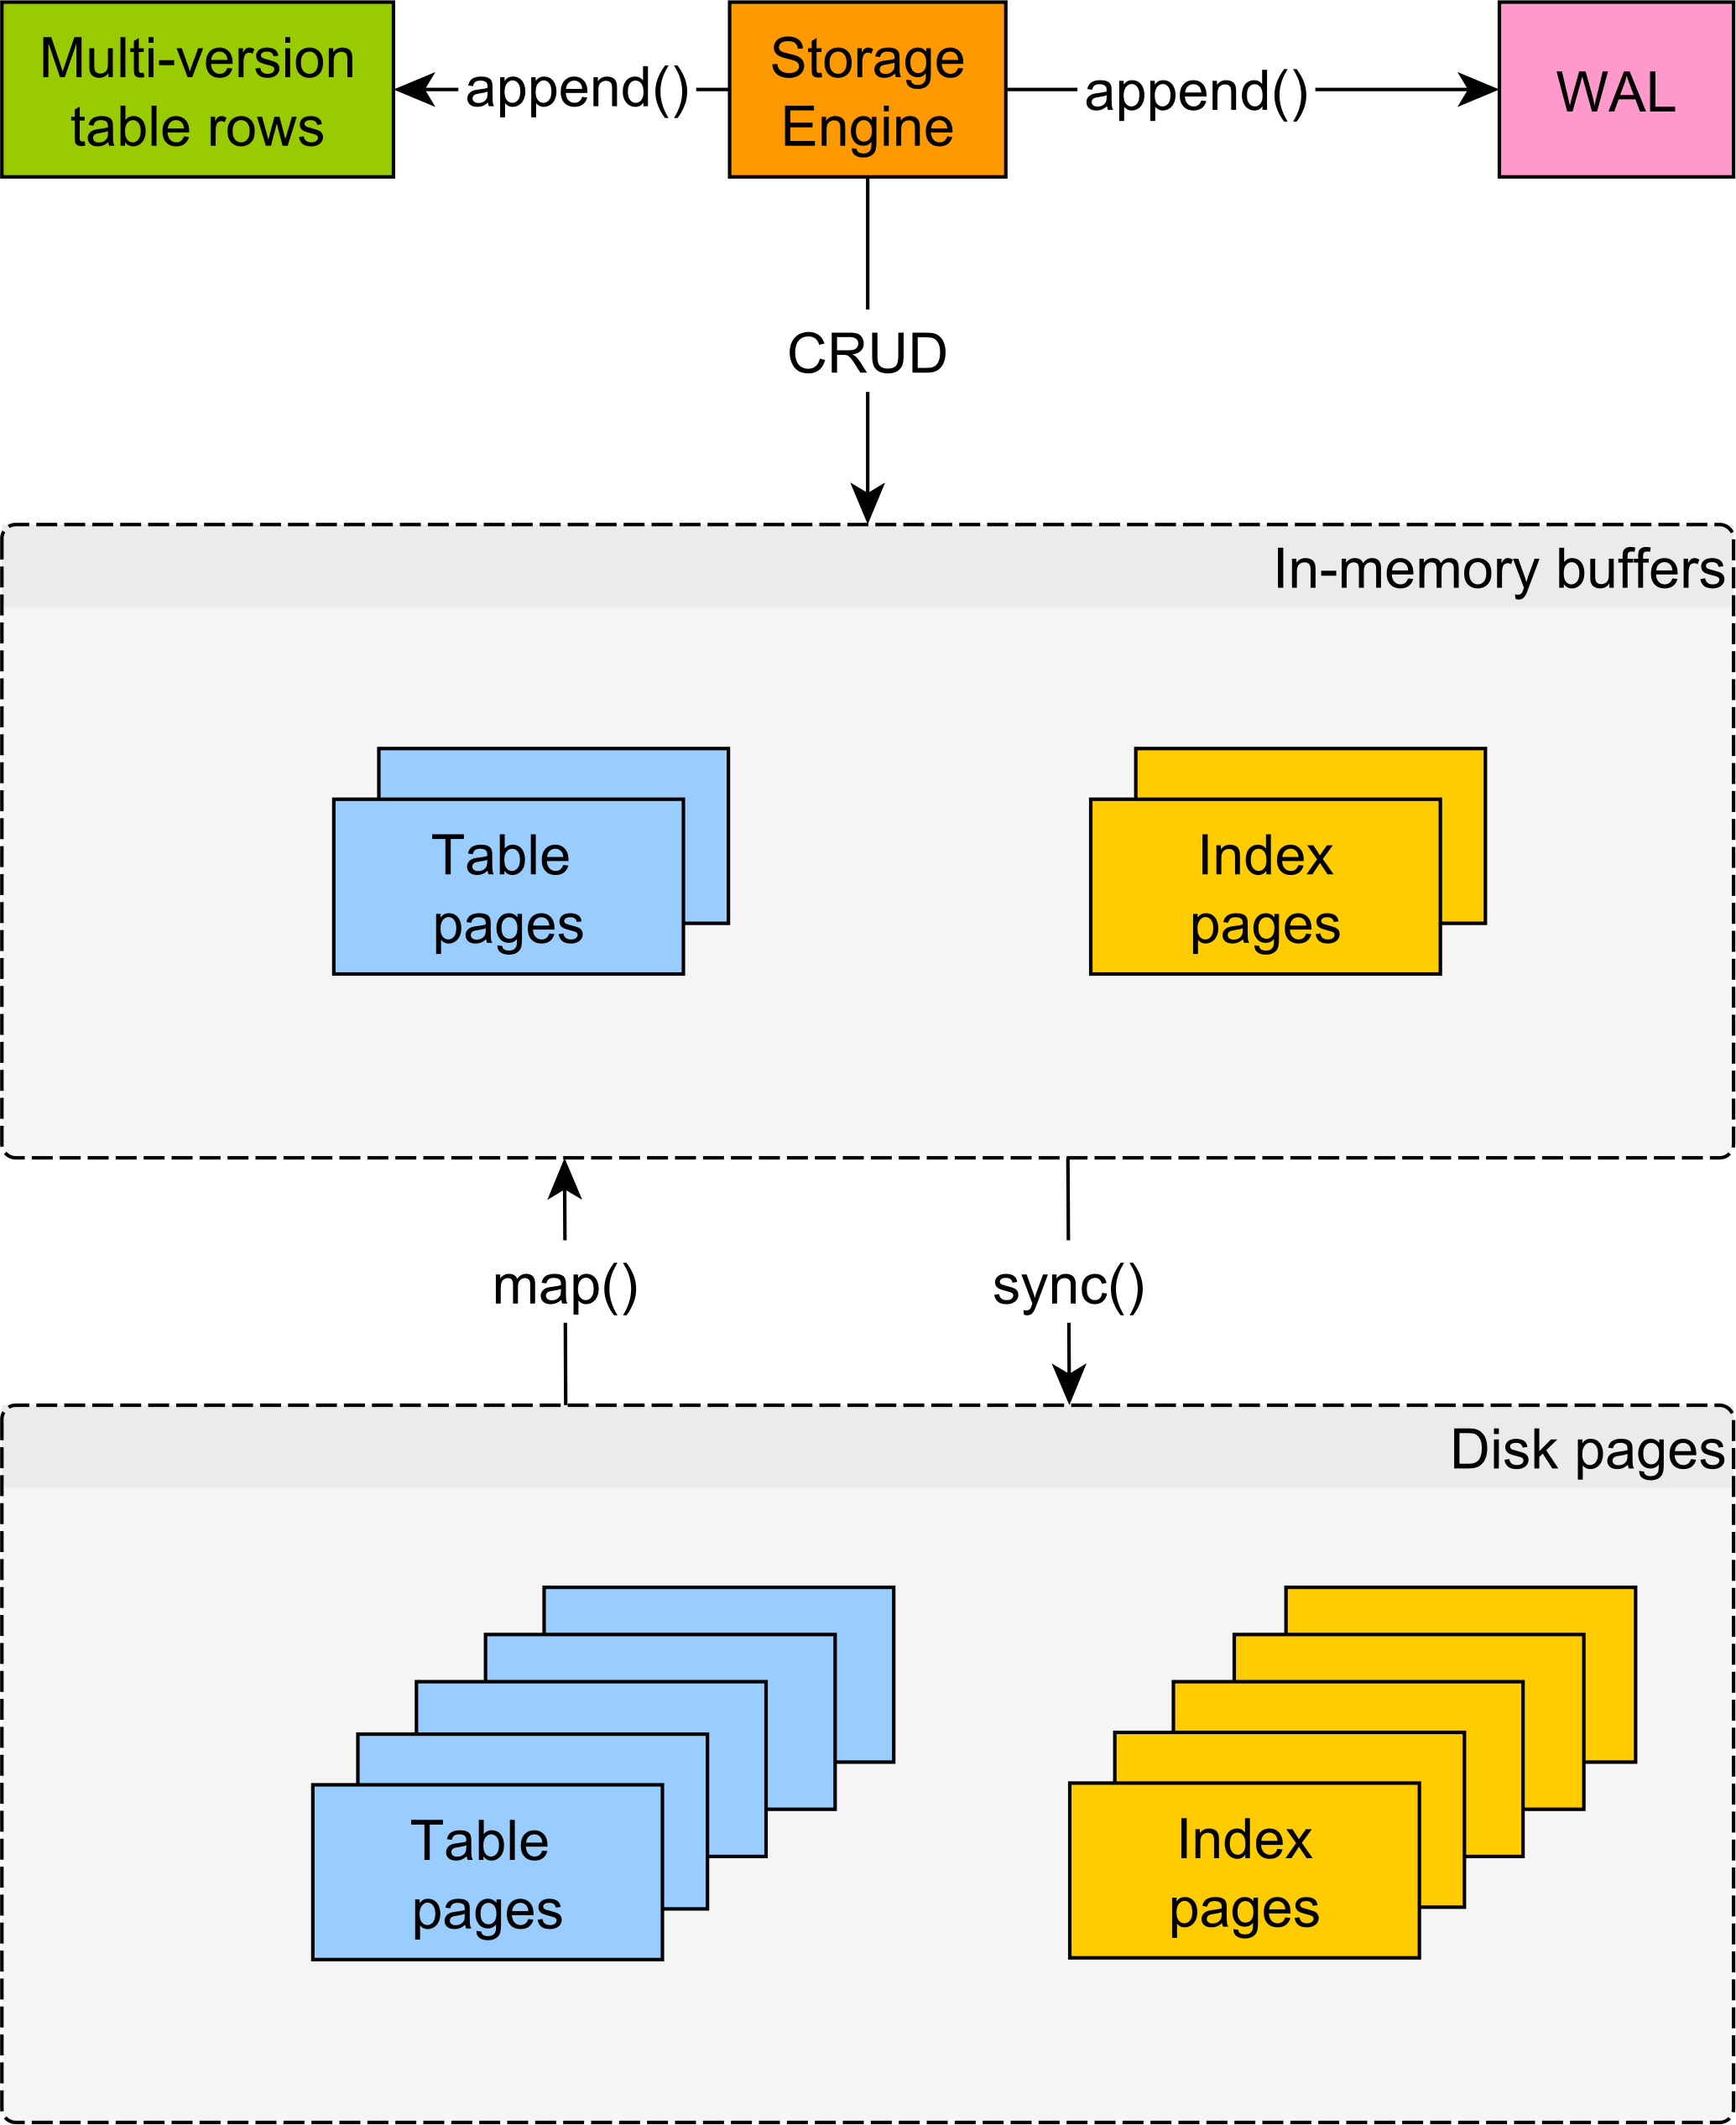 Multi-version
table rows
append()
Storage
Engine
append()
WAL
CRUD
In-memory buffers
Table
pages
Index
pages
map()
sync()
Disk pages
Table
pages
Index
pages